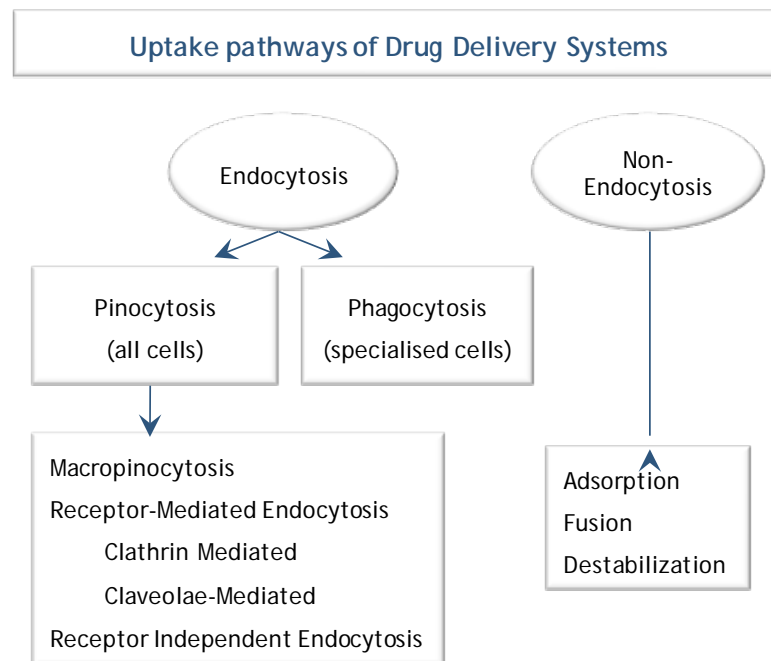 Uptake pathways of Drug Delivery Systems
Endocytosis
Non-
Endocytosis
Pinocytosis
(all cells)
Phagocytosis
(specialised cells)
Macropinocytosis
Receptor-Mediated Endocytosis
Clathrin Mediated
Claveolae-Mediated
Receptor Independent Endocytosis
Adsorption
Fusion
Destabilization